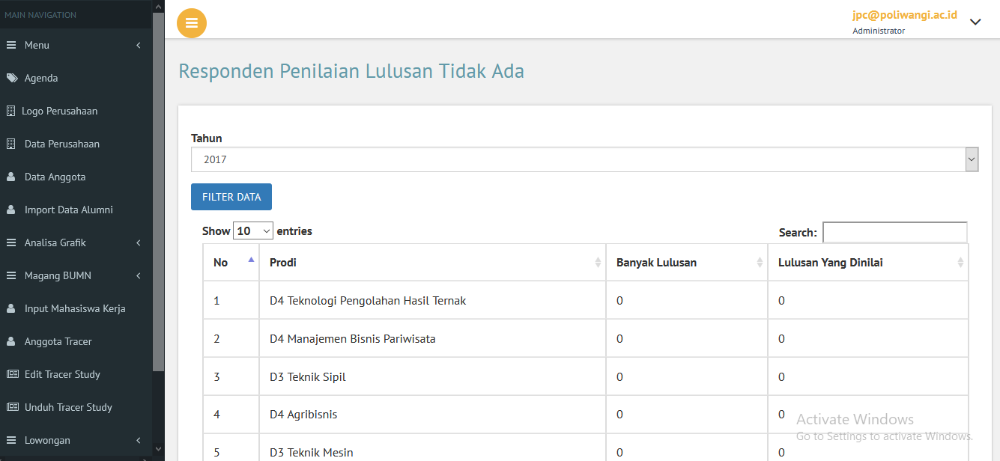 MAIN NAVIGATION
Menu
Agenda
Logo Perusahaan
Data Perusahaan
Data Anggota
Import Data Alumni
Analisa Grafik
Magang BUMN
Input Mahasiswa Kerja
Anggota Tracer
Edit Tracer Study
Unduh Tracer Study
Lowongan
jpc@poliwangi.ac.id
Administrator
Responden Penilaian Lulusan Tidak Ada
Tahun
2017
FILTER DATA
Show 10 entries
Search:
No Prodi Banyak Lulusan Lulusan Yang Dinilai
1 D4 Teknologi Pengolahan Hasil Ternak 0 0
2 D4 Manajemen Bisnis Pariwisata 0 0
3 D3 Teknik Sipil 0 0
4 D4 Agribisnis 0 0
5 D3 Teknik Mesin 0 0
Activate Windows
Go to Settings to activate Windows.